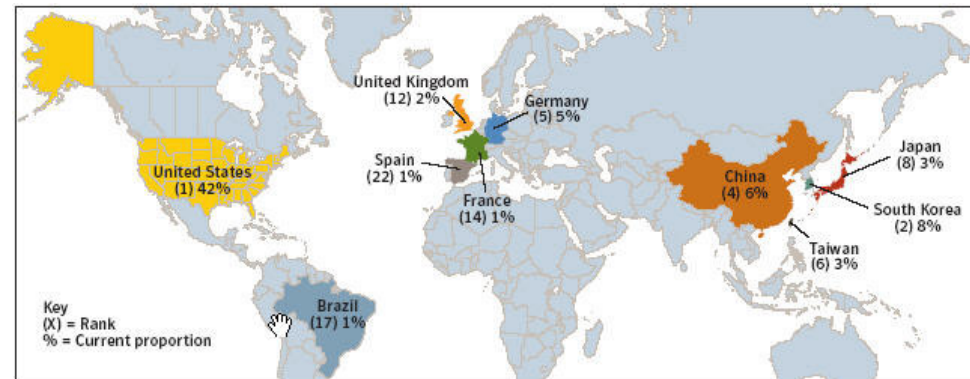 United Kingdom
(12) 2%
Germany
(5) 5%
Spain
(22) 1%
France
(14) 1%
United States
(1) 42%
China
(4) 6%
Japan
(8) 3%
South Korea
(2) 8%
Taiwan
(6) 3%
Brazil
(17) 1%
Key
(X) = Rank
% = Current proportion